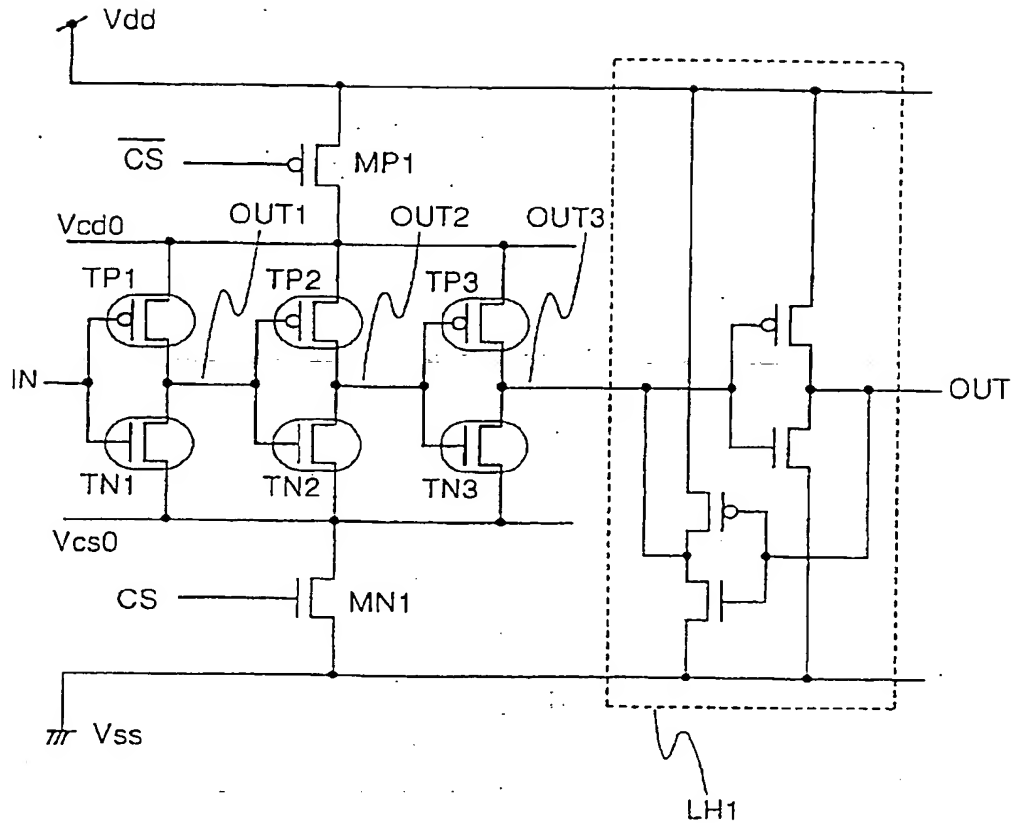 Vdd
C̅S̅
MP1
Vcd0
OUT1
OUT2
OUT3
TP1
TP2
TP3
IN
OUT
TN1
TN2
TN3
Vcs0
CS
MN1
Vss
LH1